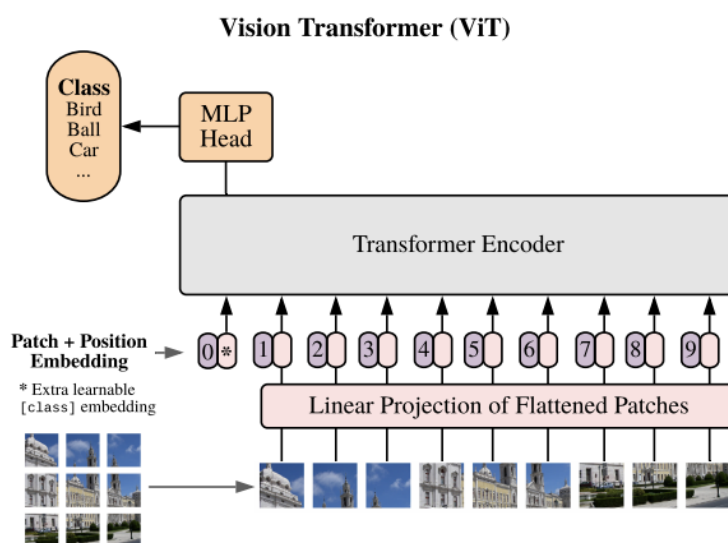 Vision Transformer (ViT)
Class
Bird
Ball
Car
...
MLP
Head
Transformer Encoder
Patch + Position
Embedding
0 * 1 2 3 4 5 6 7 8 9
* Extra learnable
[class] embedding
Linear Projection of Flattened Patches